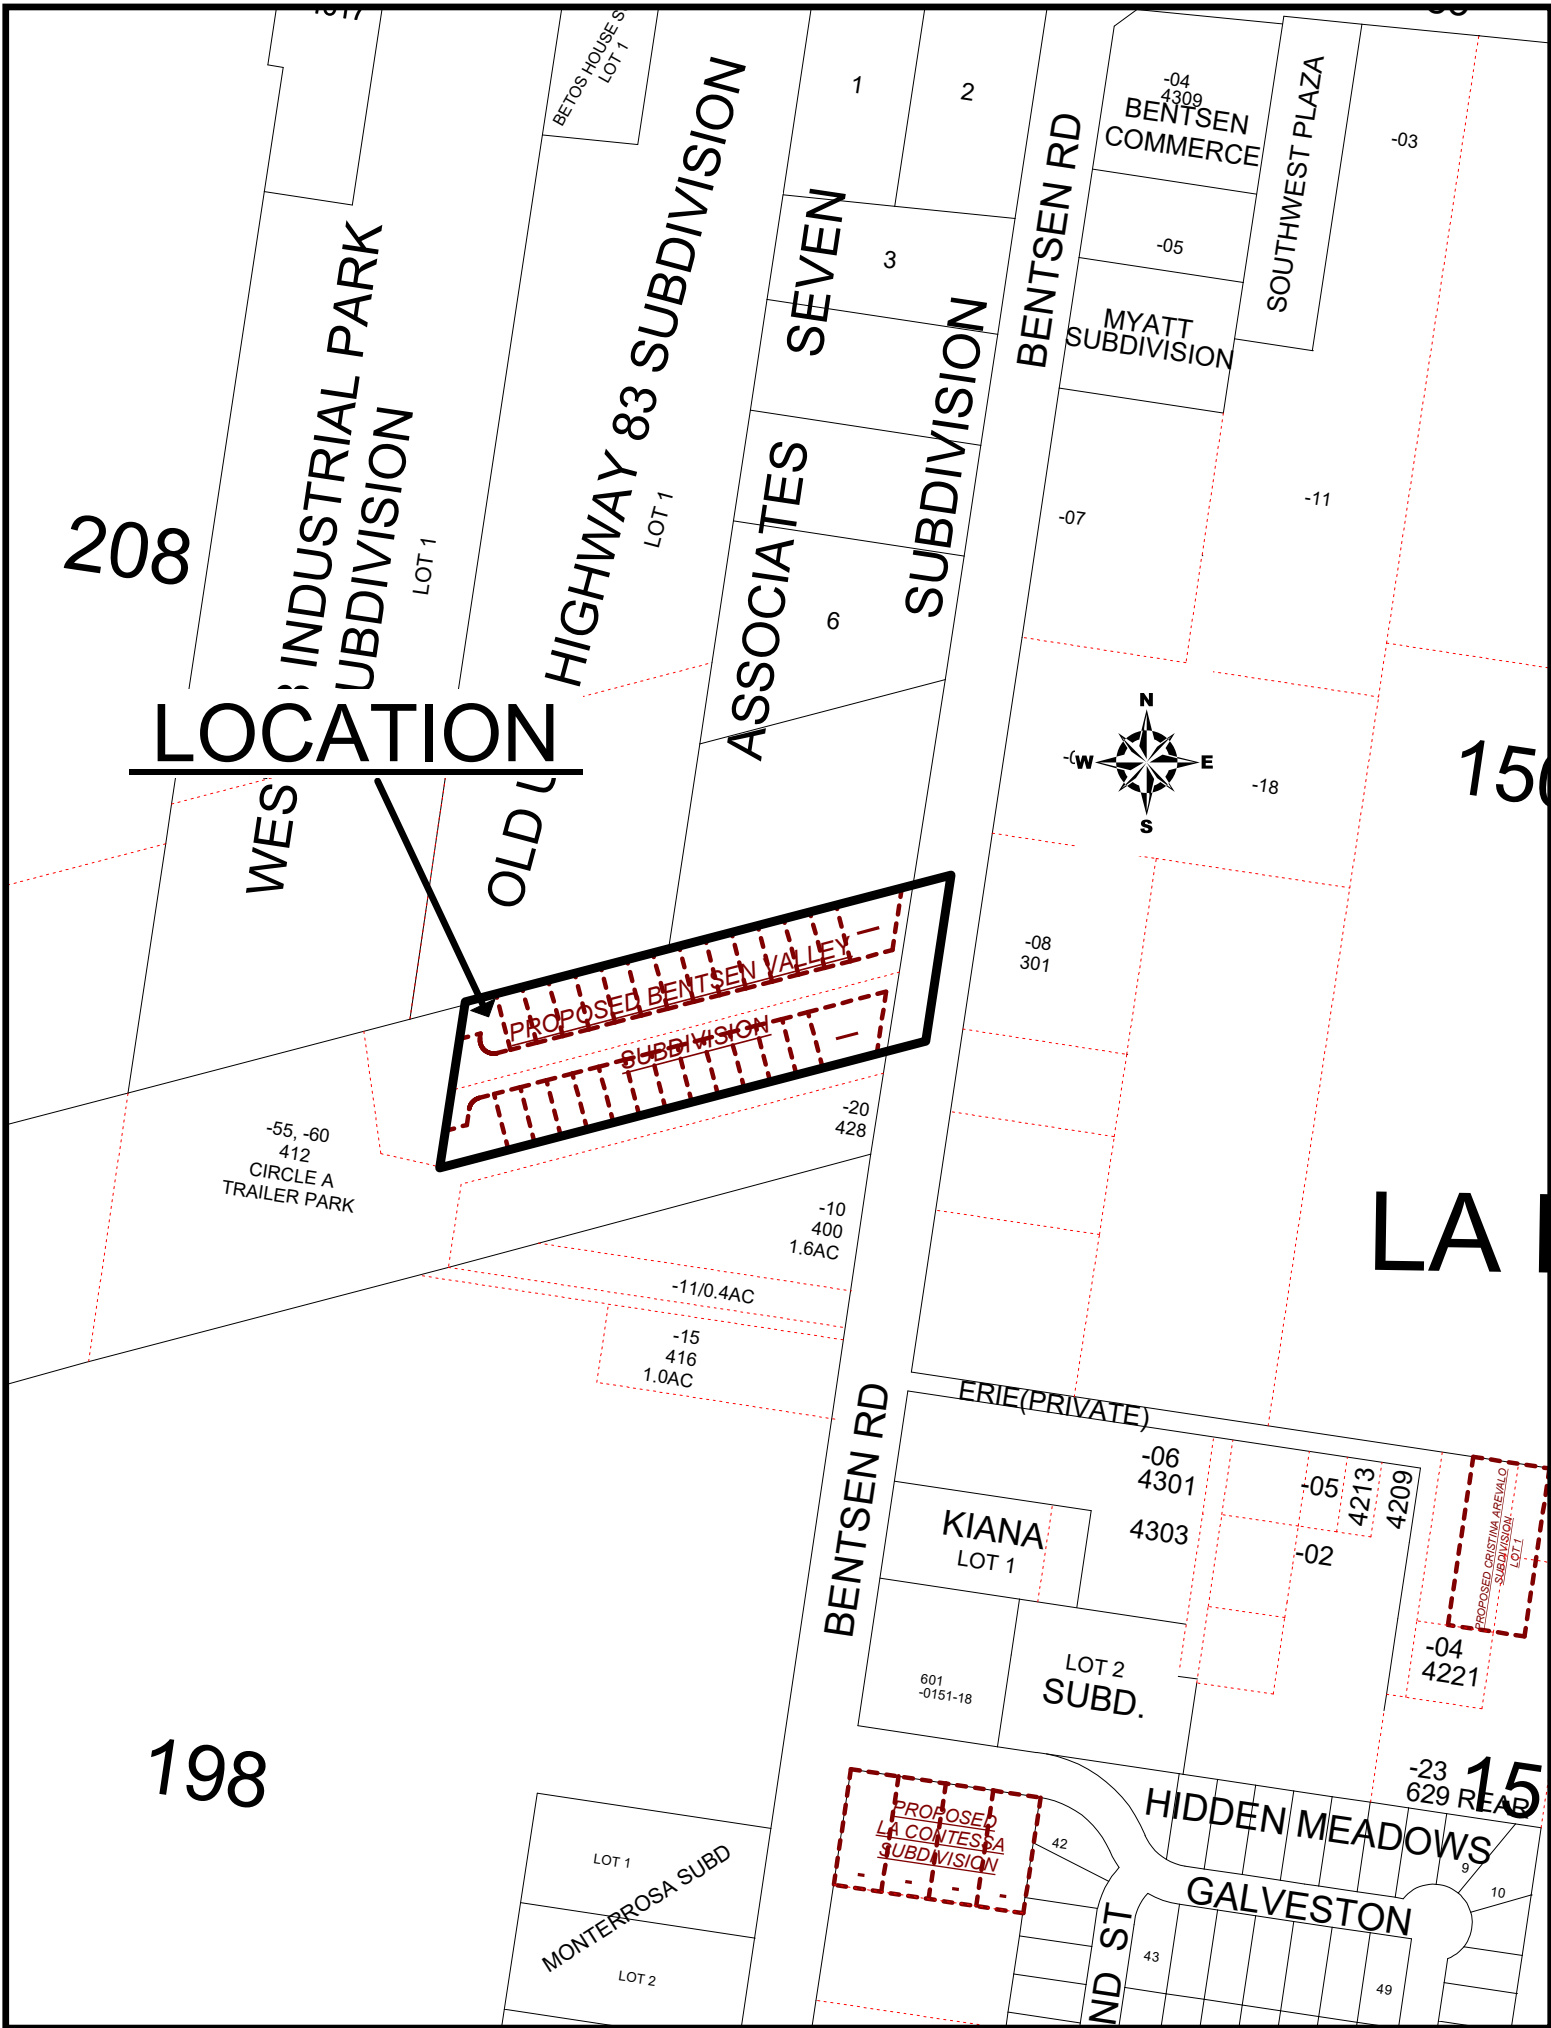 BETOS HOUSE
LOT 1
1
2
-04
4309
BENTSEN
COMMERCE
SOUTHWEST PLAZA
-03
OLD U HIGHWAY 83 SUBDIVISION
BENTSEN RD
SEVEN
3
-05
WES INDUSTRIAL PARK
UBDIVISION
LOT 1
LOT 1
SUBDIVISION
MYATT
SUBDIVISION
208
ASSOCIATES
6
-07
-11
LOCATION
N
W
E
S
-18
150
PROPOSED BENTSEN VALLEY
SUBDIVISION
-08
301
-20
428
-55, -60
412
CIRCLE A
TRAILER PARK
-10
400
1.6AC
LA
-11/0.4AC
-15
416
1.0AC
BENTSEN RD
ERIE(PRIVATE)
-06
4301
4303
-05
4213
4209
-02
PROPOSED CRISTINA AREVALO
SUBDIVISION
LOT 1
KIANA
LOT 1
LOT 2
SUBD.
601
-0151-18
-04
4221
198
-23
629 REAR
15
PROPOSED
LA CONTESSA
SUBDIVISION
42
HIDDEN MEADOWS
9
10
GALVESTON
LOT 1
MONTERROSA SUBD
LOT 2
ND ST
43
49